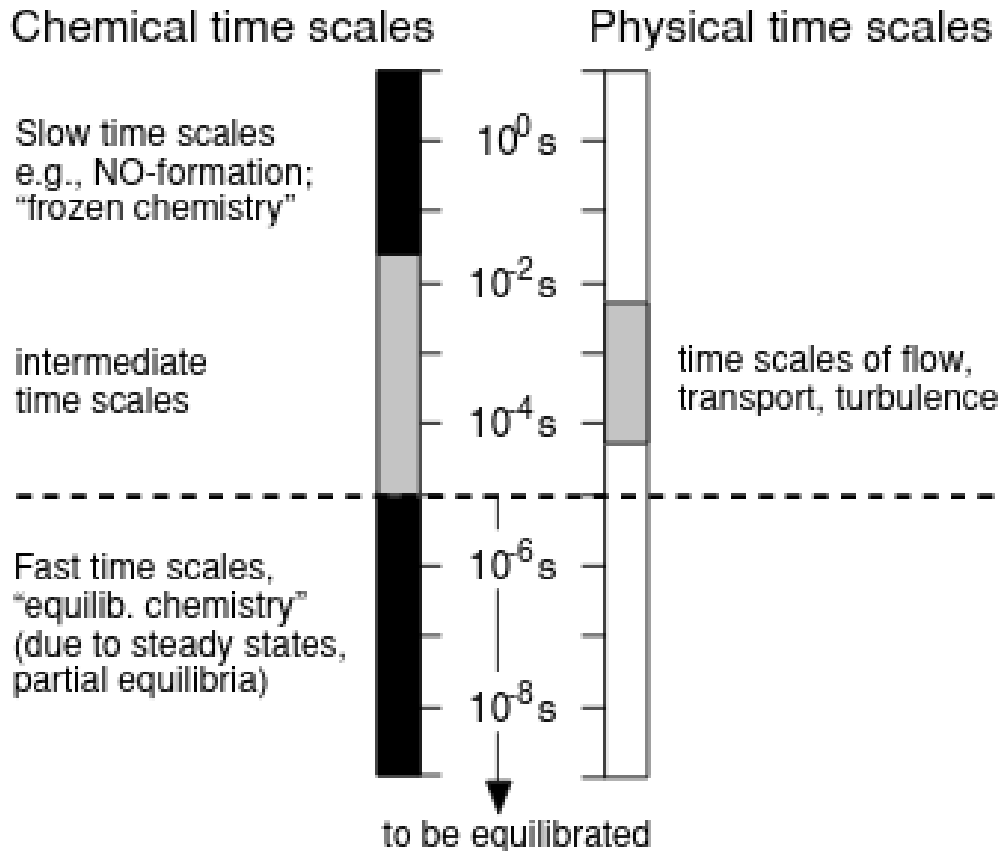 Chemical time scales
Physical time scales
Slow time scales
e.g., NO-formation;
“frozen chemistry”
10⁰ s
10⁻² s
intermediate
time scales
time scales of flow,
transport, turbulence
10⁻⁴ s
Fast time scales,
“equilib. chemistry”
(due to steady states,
partial equilibria)
10⁻⁶ s
10⁻⁸ s
to be equilibrated